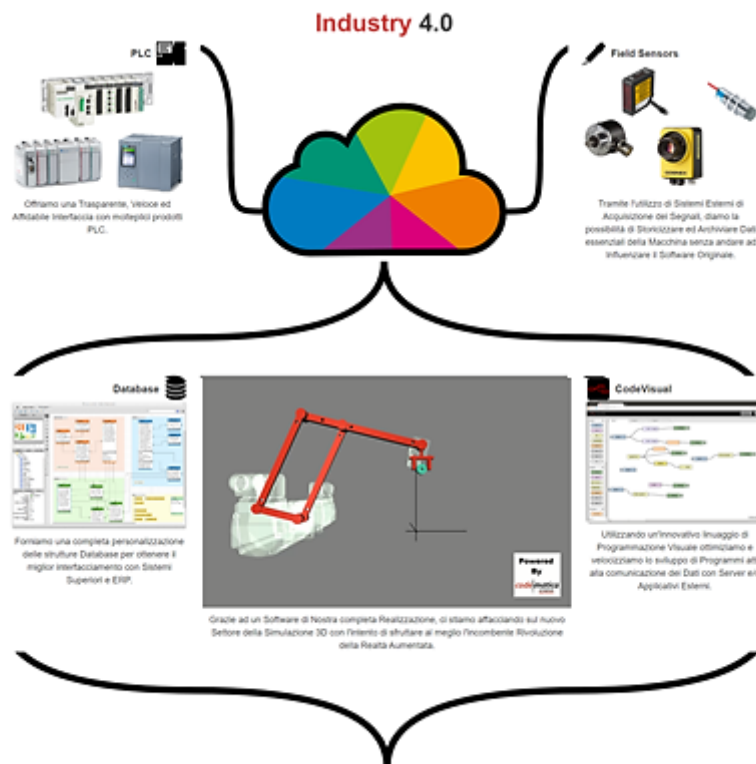 Industry 4.0
PLC
Field Sensors
Offriamo una Trasparente, Veloce ed
Affidabile Interfaccia con molteplici prodotti
PLC.
Tramite l'utilizzo di Sistemi Esterni di
Acquisizione dei Segnali, diamo la
possibilità di Storicizzare ed Archiviare Dati
essenziali della Macchina senza andare ad
Influenzare il Software Originale.
Database
CodeVisual
Powered
By
codematica
Forniamo una completa personalizzazione
delle strutture Database per ottenere il
miglior interfacciamento con Sistemi
Superiori e ERP.
Grazie ad un Software di Nostra completa Realizzazione, ci stiamo affacciando sul nuovo
Settore della Simulazione 3D con l'intento di sfruttare al meglio l'Incombente Rivoluzione
della Realtà Aumentata.
Utilizzando un'innovativo linuaggio di
Programmazione Visuale ottimiziamo e
velocizziamo lo sviluppo di Programmi atti
alla comunicazione dei Dati con Server e/o
Applicativi Esterni.